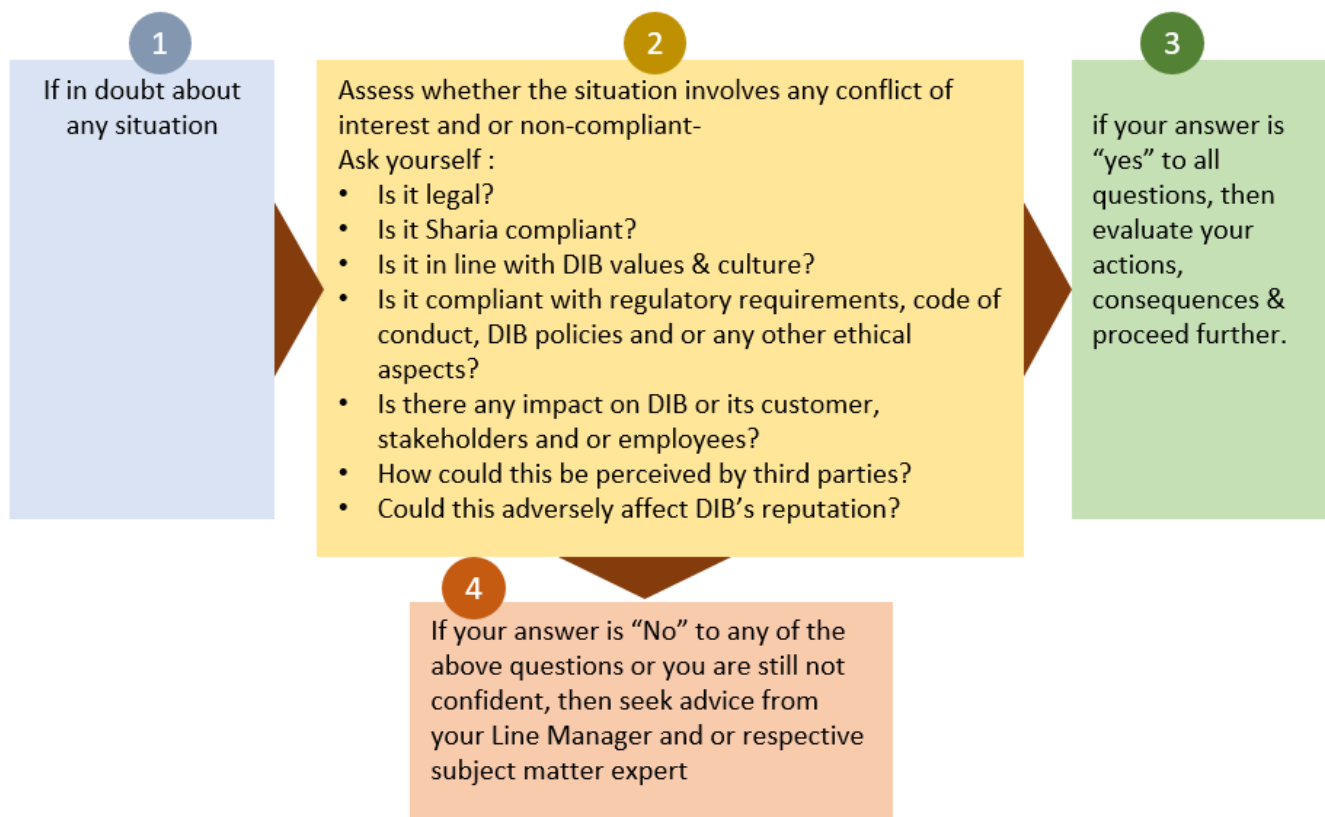 1
If in doubt about
any situation
2
Assess whether the situation involves any conflict of
interest and or non-compliant-
Ask yourself :
• Is it legal?
• Is it Sharia compliant?
• Is it in line with DIB values & culture?
• Is it compliant with regulatory requirements, code of
conduct, DIB policies and or any other ethical
aspects?
• Is there any impact on DIB or its customer,
stakeholders and or employees?
• How could this be perceived by third parties?
• Could this adversely affect DIB’s reputation?
3
if your answer is
“yes” to all
questions, then
evaluate your
actions,
consequences &
proceed further.
4
If your answer is “No” to any of the
above questions or you are still not
confident, then seek advice from
your Line Manager and or respective
subject matter expert